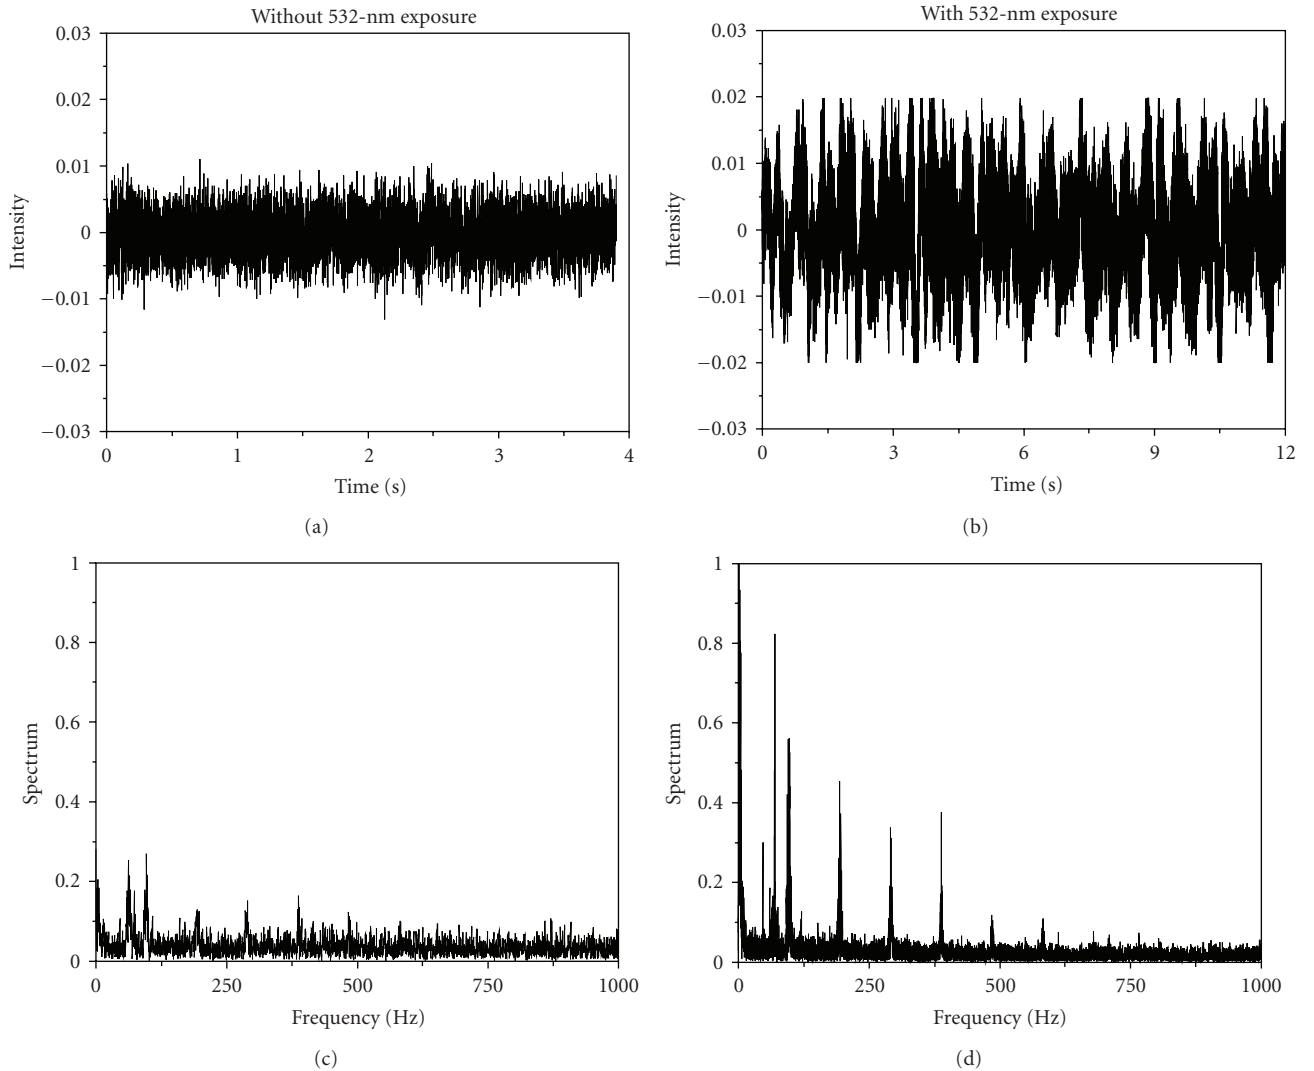 Without 532-nm exposure
0.03
0.02
0.01
0
−0.01
−0.02
−0.03
Intensity
0 1 2 3 4
Time (s)
(a)
With 532-nm exposure
0.03
0.02
0.01
0
−0.01
−0.02
−0.03
Intensity
0 3 6 9 12
Time (s)
(b)
1
0.8
0.6
0.4
0.2
0
Spectrum
0 250 500 750 1000
Frequency (Hz)
(c)
1
0.8
0.6
0.4
0.2
0
Spectrum
0 250 500 750 1000
Frequency (Hz)
(d)